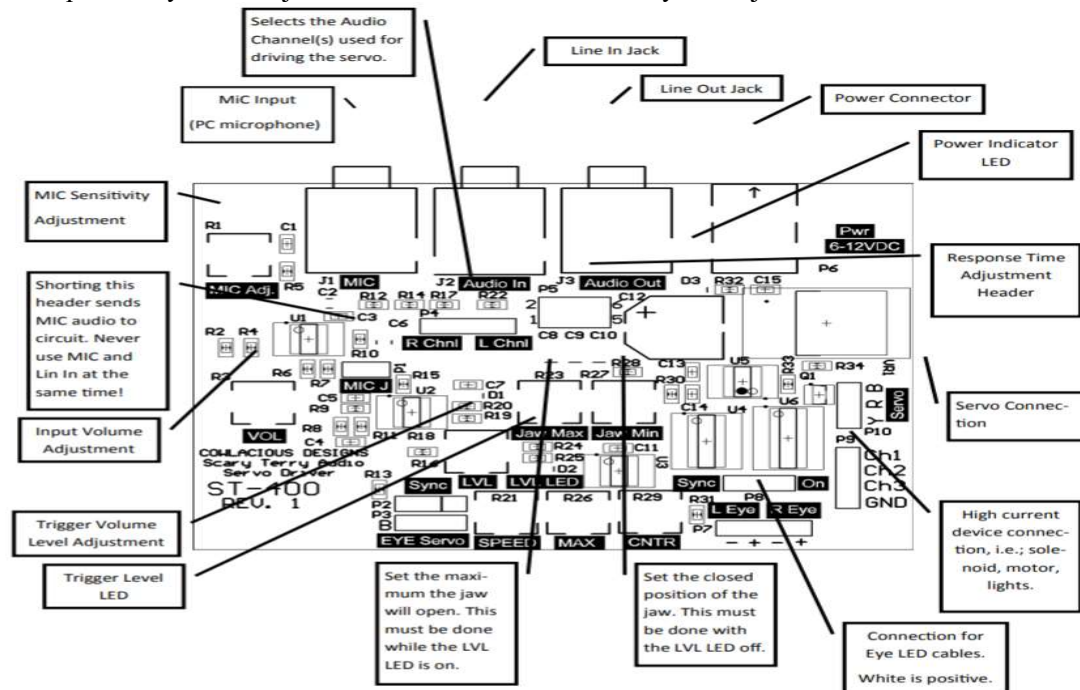 Selects the Audio
Channel(s) used for
driving the servo.
Line In Jack
MiC Input
(PC microphone)
Line Out Jack
Power Connector
Power Indicator
LED
MIC Sensitivity
Adjustment
Response Time
Adjustment
Header
Shorting this
header sends
MIC audio to
circuit. Never
use MIC and
Lin In at the
same time!
Input Volume
Adjustment
Servo Connec-
tion
Trigger Volume
Level Adjustment
Trigger Level
LED
High current
device connec-
tion, i.e.; sole-
noid, motor,
lights.
Set the maxi-
mum the jaw
will open. This
must be done
while the LVL
LED is on.
Set the closed
position of the
jaw. This must
be done with
the LVL LED off.
Connection for
Eye LED cables.
White is positive.
R1
C1
R5
MIC Adj.
J1 MIC
J2 Audio In
J3 Audio Out
D3
R32 C15
Pwr
6-12VDC
P6
C2
R12 R14 R17 R22
P5
C12
2 6
1 5
C3
C6
P4
U1
R2 R4
R10
R Chnl L Chnl
C8 C9 C10
R6 R7
MIC J
P1
R15
U2
C7
D1
R20
R19
R23 R27
R28
C13
R30
U5
R33
R34
VR1
Q1
C5
R9
R8
C4
R11 R18
R16
VOL
Jaw Max Jaw Min
R24
R25
D2
C11
U3
C14
U4
U6
Y R B
Servo
P10
P9
Ch1
Ch2
Ch3
GND
COWLACIOUS DESIGNS
Scary Terry Audio
Servo Driver
ST-400
REV. 1
R13
Sync
LVL LVL LED
P2
P3
B
EYE Servo
R21
SPEED
R26
MAX
R29
CNTR
Sync
P8
On
R31
L Eye R Eye
P7
- + - +